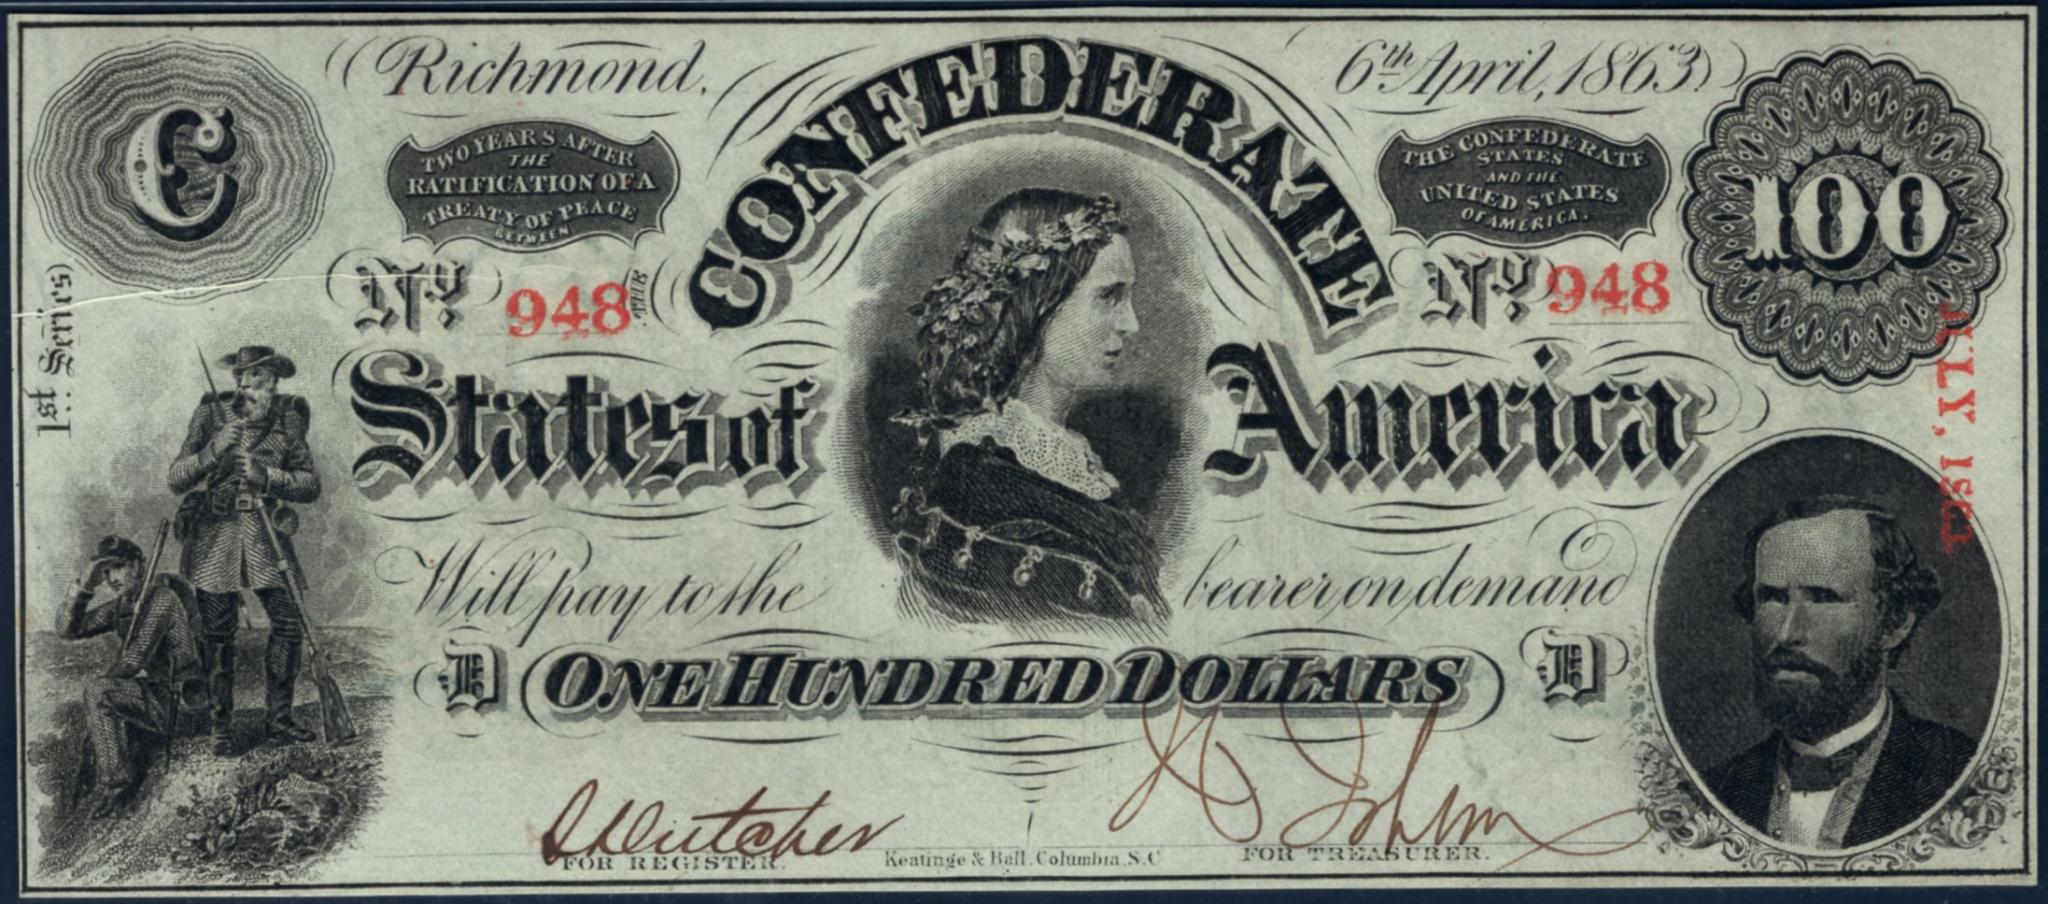 Richmond, 6th April, 1863
C
100
TWO YEARS AFTER
THE
RATIFICATION OF A
TREATY OF PEACE
BETWEEN
THE CONFEDERATE
STATES
AND THE
UNITED STATES
OF AMERICA.
No. 948
No. 948
1st. Series
THE
CONFEDERATE
States of America
Will pay to the bearer on demand
D ONE HUNDRED DOLLARS D
FOR REGISTER.
Keatinge & Ball, Columbia, S.C
FOR TREASURER.